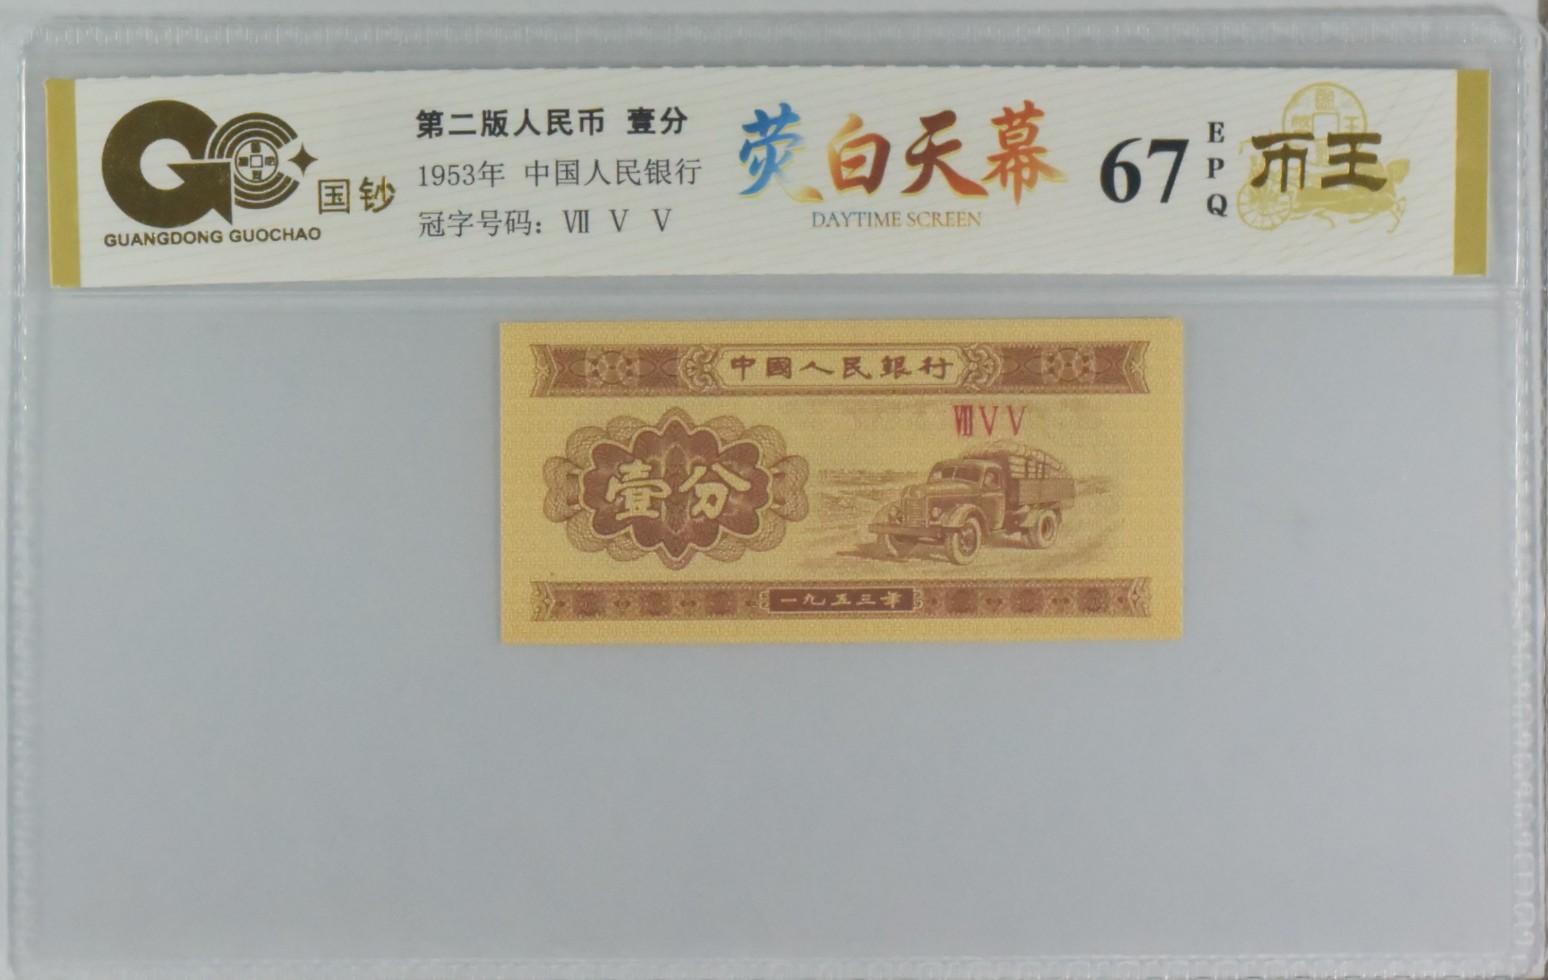 GUANGDONG GUOCHAO
国钞
第二版人民币 壹分
1953年 中国人民银行
冠字号码：Ⅶ Ⅴ Ⅴ
荧白天幕
DAYTIME SCREEN
67
EPQ
币王
中國人民銀行
ⅦⅤⅤ
壹分
一九五三年